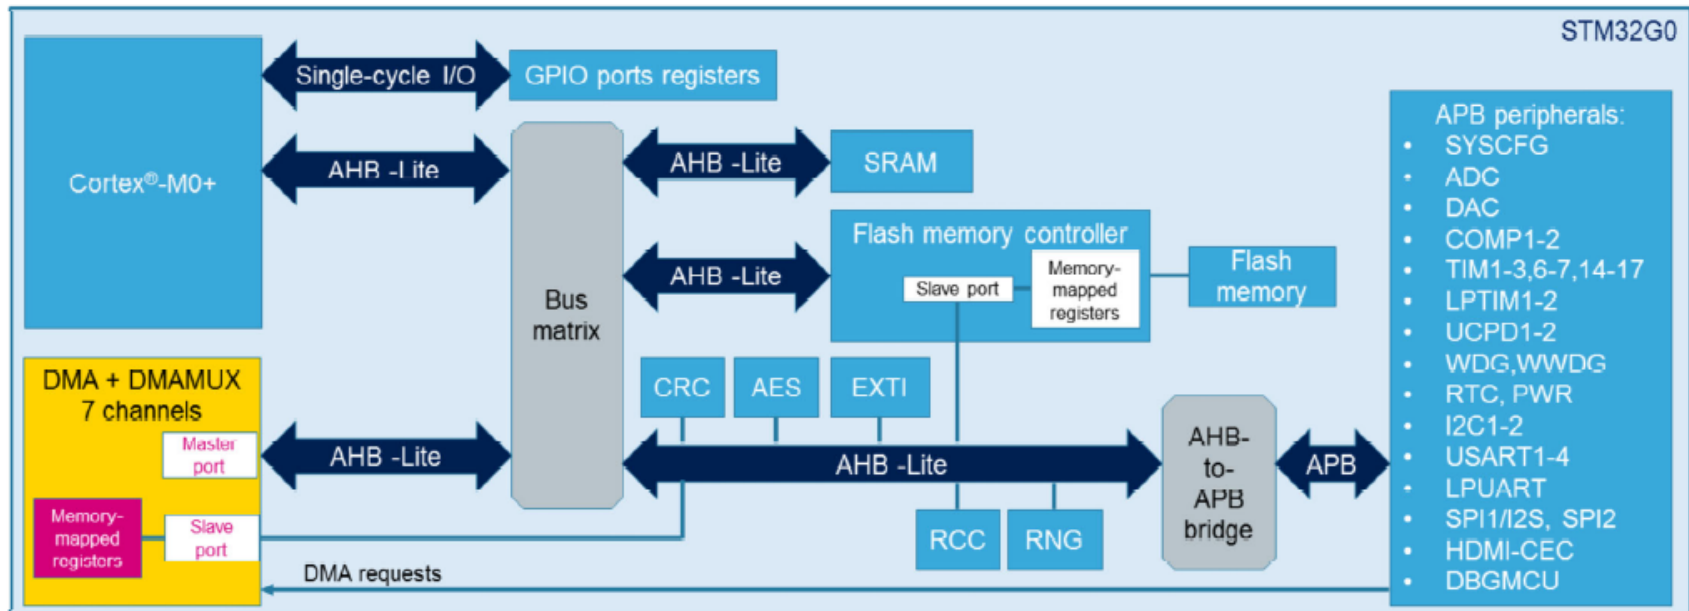 STM32G0
Single-cycle I/O
GPIO ports registers
Cortex®-M0+
AHB -Lite
AHB -Lite
SRAM
Bus
matrix
AHB -Lite
Flash memory controller
Slave port
Memory-
mapped
registers
Flash
memory
DMA + DMAMUX
7 channels
Master
port
AHB -Lite
Memory-
mapped
registers
Slave
port
DMA requests
CRC
AES
EXTI
AHB -Lite
RCC
RNG
AHB-
to-
APB
bridge
APB
APB peripherals:
• SYSCFG
• ADC
• DAC
• COMP1-2
• TIM1-3,6-7,14-17
• LPTIM1-2
• UCPD1-2
• WDG,WWDG
• RTC, PWR
• I2C1-2
• USART1-4
• LPUART
• SPI1/I2S, SPI2
• HDMI-CEC
• DBGMCU